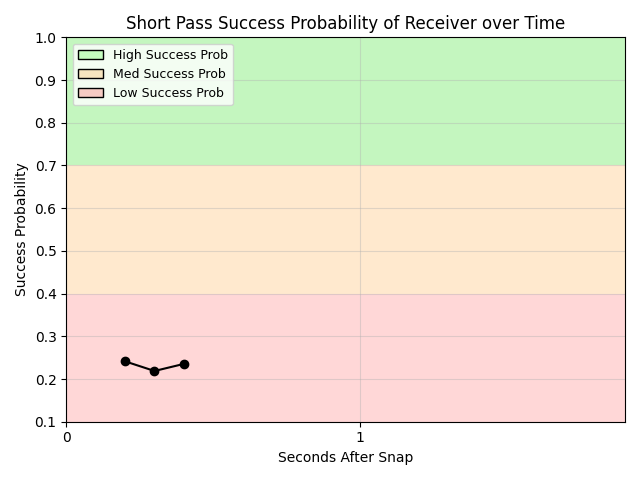 Short Pass Success Probability of Receiver over Time
High Success Prob
Med Success Prob
Low Success Prob
Success Probability
1.0
0.9
0.8
0.7
0.6
0.5
0.4
0.3
0.2
0.1
0 1
Seconds After Snap